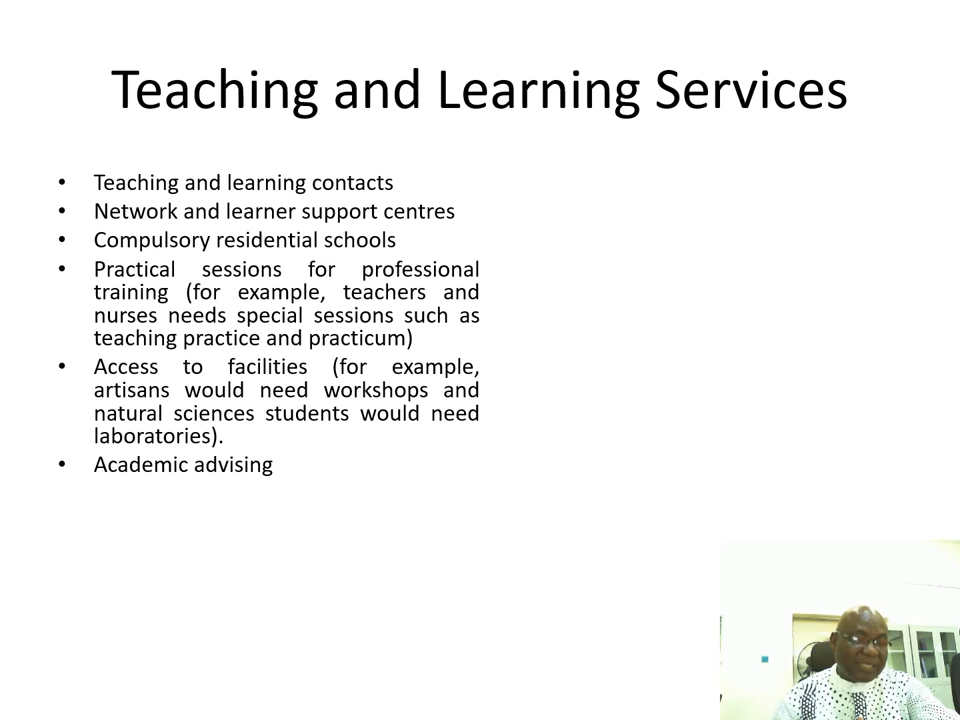 Teaching and Learning Services
• Teaching and learning contacts
• Network and learner support centres
• Compulsory residential schools
• Practical sessions for professional
training (for example, teachers and
nurses needs special sessions such as
teaching practice and practicum)
• Access to facilities (for example,
artisans would need workshops and
natural sciences students would need
laboratories).
• Academic advising